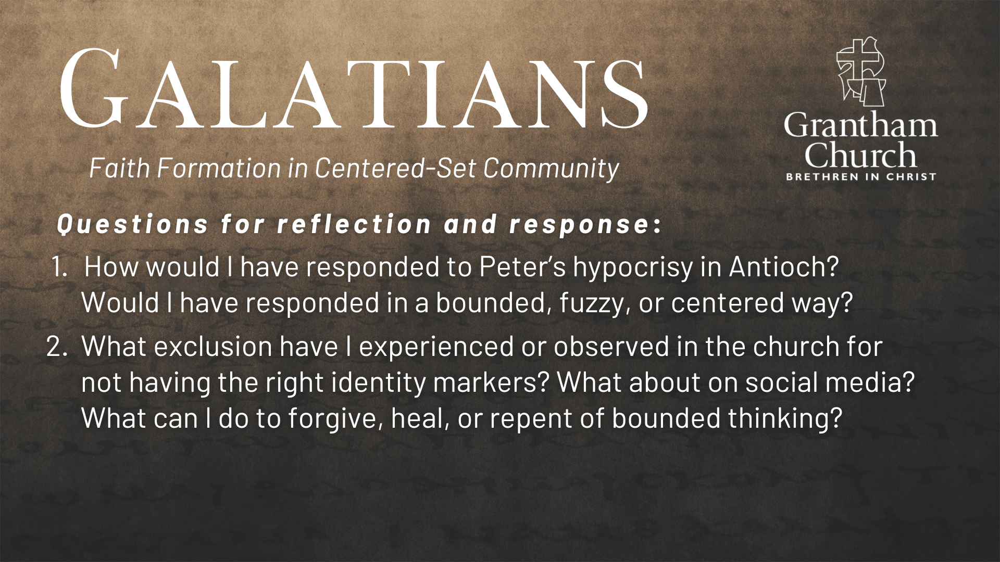 GALATIANS
Faith Formation in Centered-Set Community
Grantham
Church
BRETHREN IN CHRIST
Questions for reflection and response:
1. How would I have responded to Peter’s hypocrisy in Antioch?
Would I have responded in a bounded, fuzzy, or centered way?
2. What exclusion have I experienced or observed in the church for
not having the right identity markers? What about on social media?
What can I do to forgive, heal, or repent of bounded thinking?